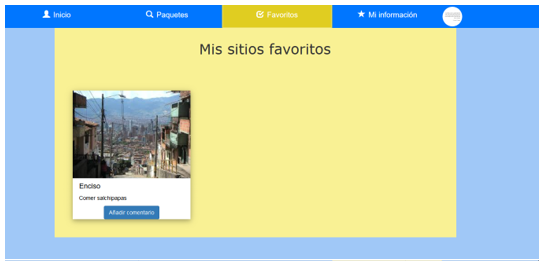 Inicio
Paquetes
Favoritos
Mi información
Mis sitios favoritos
Enciso
Comer salchipapas
Añadir comentario